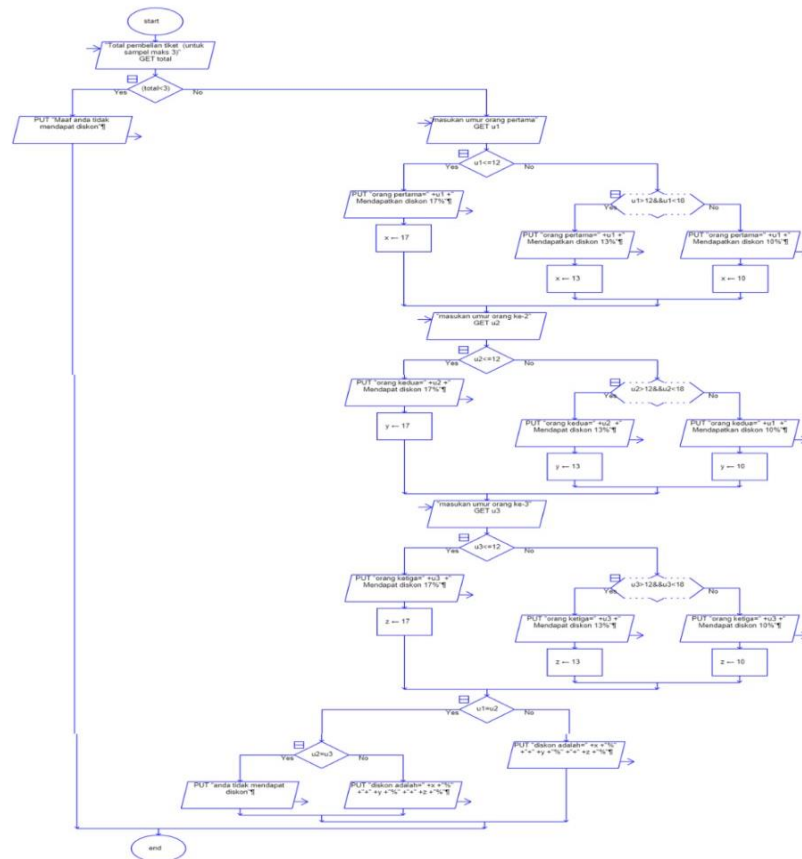 start
"Total pembelian tiket (untuk
sampel maks 3)"
GET total
(total<3)
Yes
No
PUT "Maaf anda tidak
mendapat diskon"¶
"masukan umur orang pertama"
GET u1
u1<=12
Yes
No
PUT "orang pertama=" +u1 +"
Mendapatkan diskon 17%"¶
x ← 17
u1>12&&u1<18
Yes
No
PUT "orang pertama=" +u1 +"
Mendapatkan diskon 13%"¶
x ← 13
PUT "orang pertama=" +u1 +"
Mendapatkan diskon 10%"¶
x ← 10
"masukan umur orang ke-2"
GET u2
u2<=12
Yes
No
PUT "orang kedua=" +u2 +"
Mendapat diskon 17%"¶
y ← 17
u2>12&&u2<18
Yes
No
PUT "orang kedua=" +u2 +"
Mendapat diskon 13%"¶
y ← 13
PUT "orang kedua=" +u1 +"
Mendapatkan diskon 10%"¶
y ← 10
"masukan umur orang ke-3"
GET u3
u3<=12
Yes
No
PUT "orang ketiga=" +u3 +"
Mendapat diskon 17%"¶
z ← 17
u3>12&&u3<18
Yes
No
PUT "orang ketiga=" +u3 +"
Mendapat diskon 13%"¶
z ← 13
PUT "orang ketiga=" +u3 +"
Mendapat diskon 10%"¶
z ← 10
u1=u2
Yes
No
u2=u3
Yes
No
PUT "anda tidak mendapat
diskon"¶
PUT "diskon adalah=" +x +"%"
+"+" +y +"%" +"+" +z +"%"¶
PUT "diskon adalah=" +x +"%"
+"+" +y +"%" +"+" +z +"%"¶
end